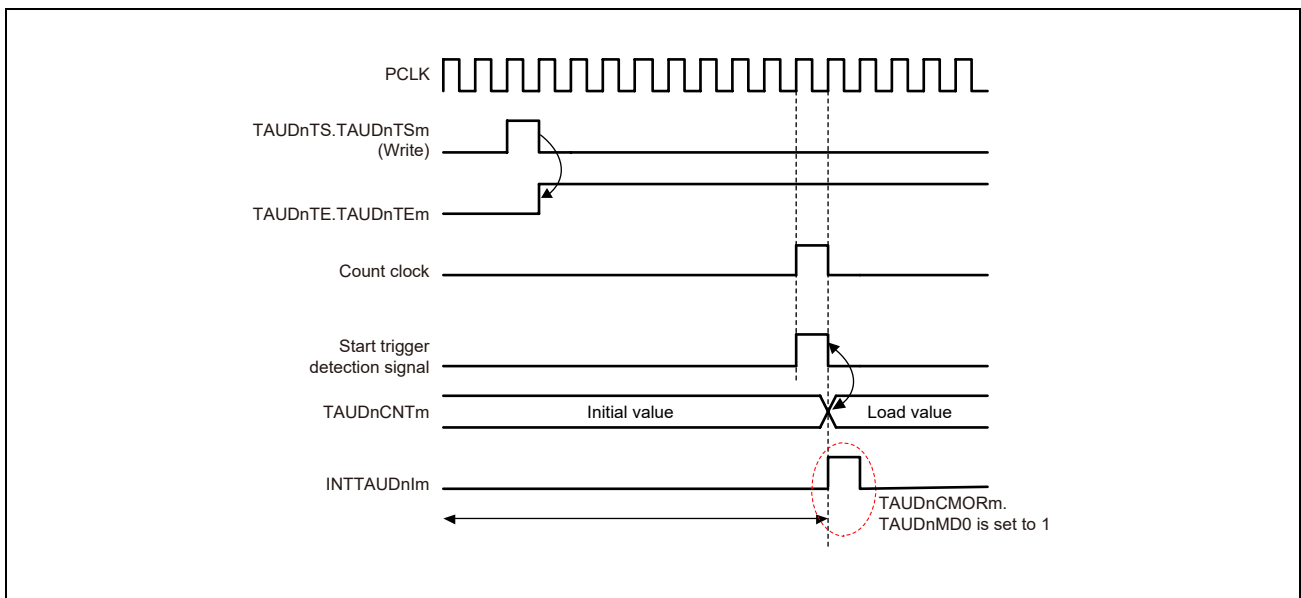 PCLK
TAUDnTS.TAUDnTSm
(Write)
TAUDnTE.TAUDnTEm
Count clock
Start trigger
detection signal
TAUDnCNTm
Initial value
Load value
INTTAUDnIm
TAUDnCMORm.
TAUDnMD0 is set to 1